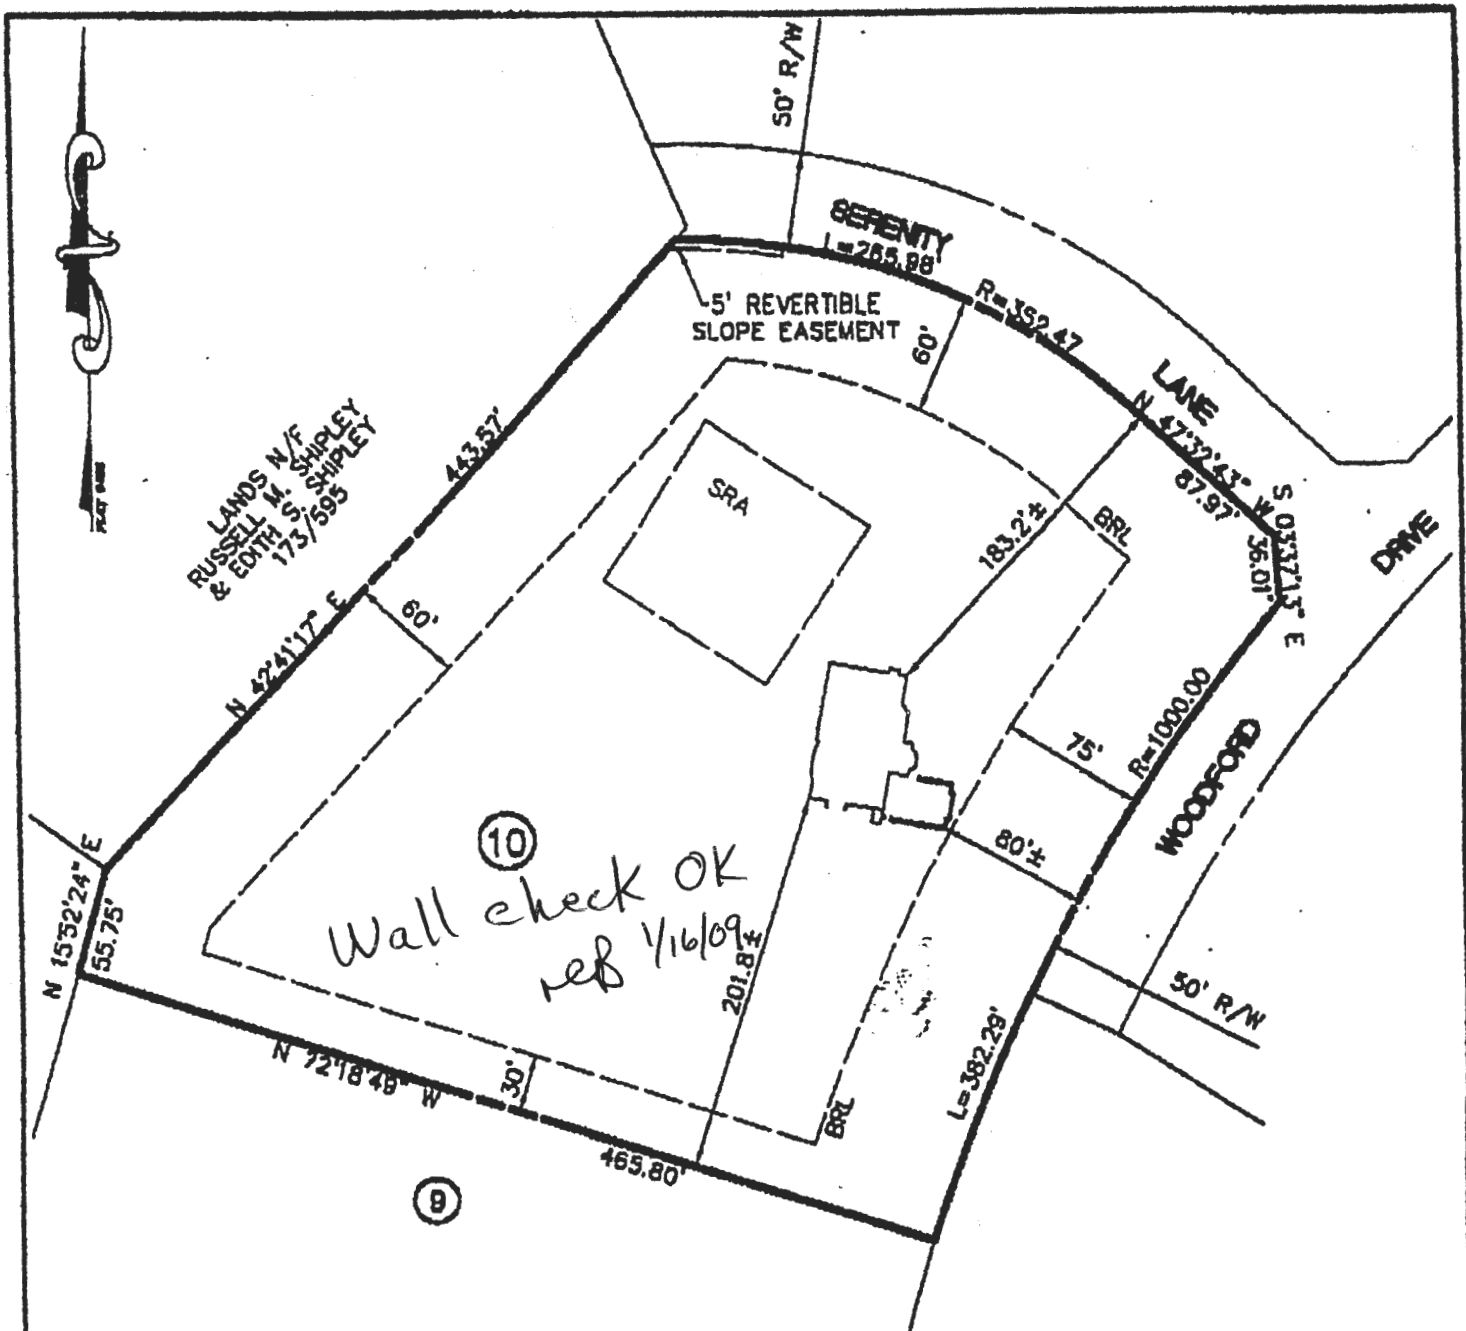 50' R/W
SERENITY
L=265.98'
R=352.47
5' REVERTIBLE
SLOPE EASEMENT
60'
LANE
N 47°32'43" W
87.97'
S 03°37'13" E
36.01'
DRIVE
LANDS N/F
RUSSELL M. SHIPLEY
& EDITH S. SHIPLEY
173/595
443.57'
N 42°41'17" E
60'
SRA
183.2'±
BRL
75'
R=1000.00
WOODFORD
80'±
10
Wall check OK
1/16/09
201.8'±
N 15°52'24" E
55.75'
50' R/W
L=382.29'
N 72°18'49" W
30'
BRL
465.80'
9